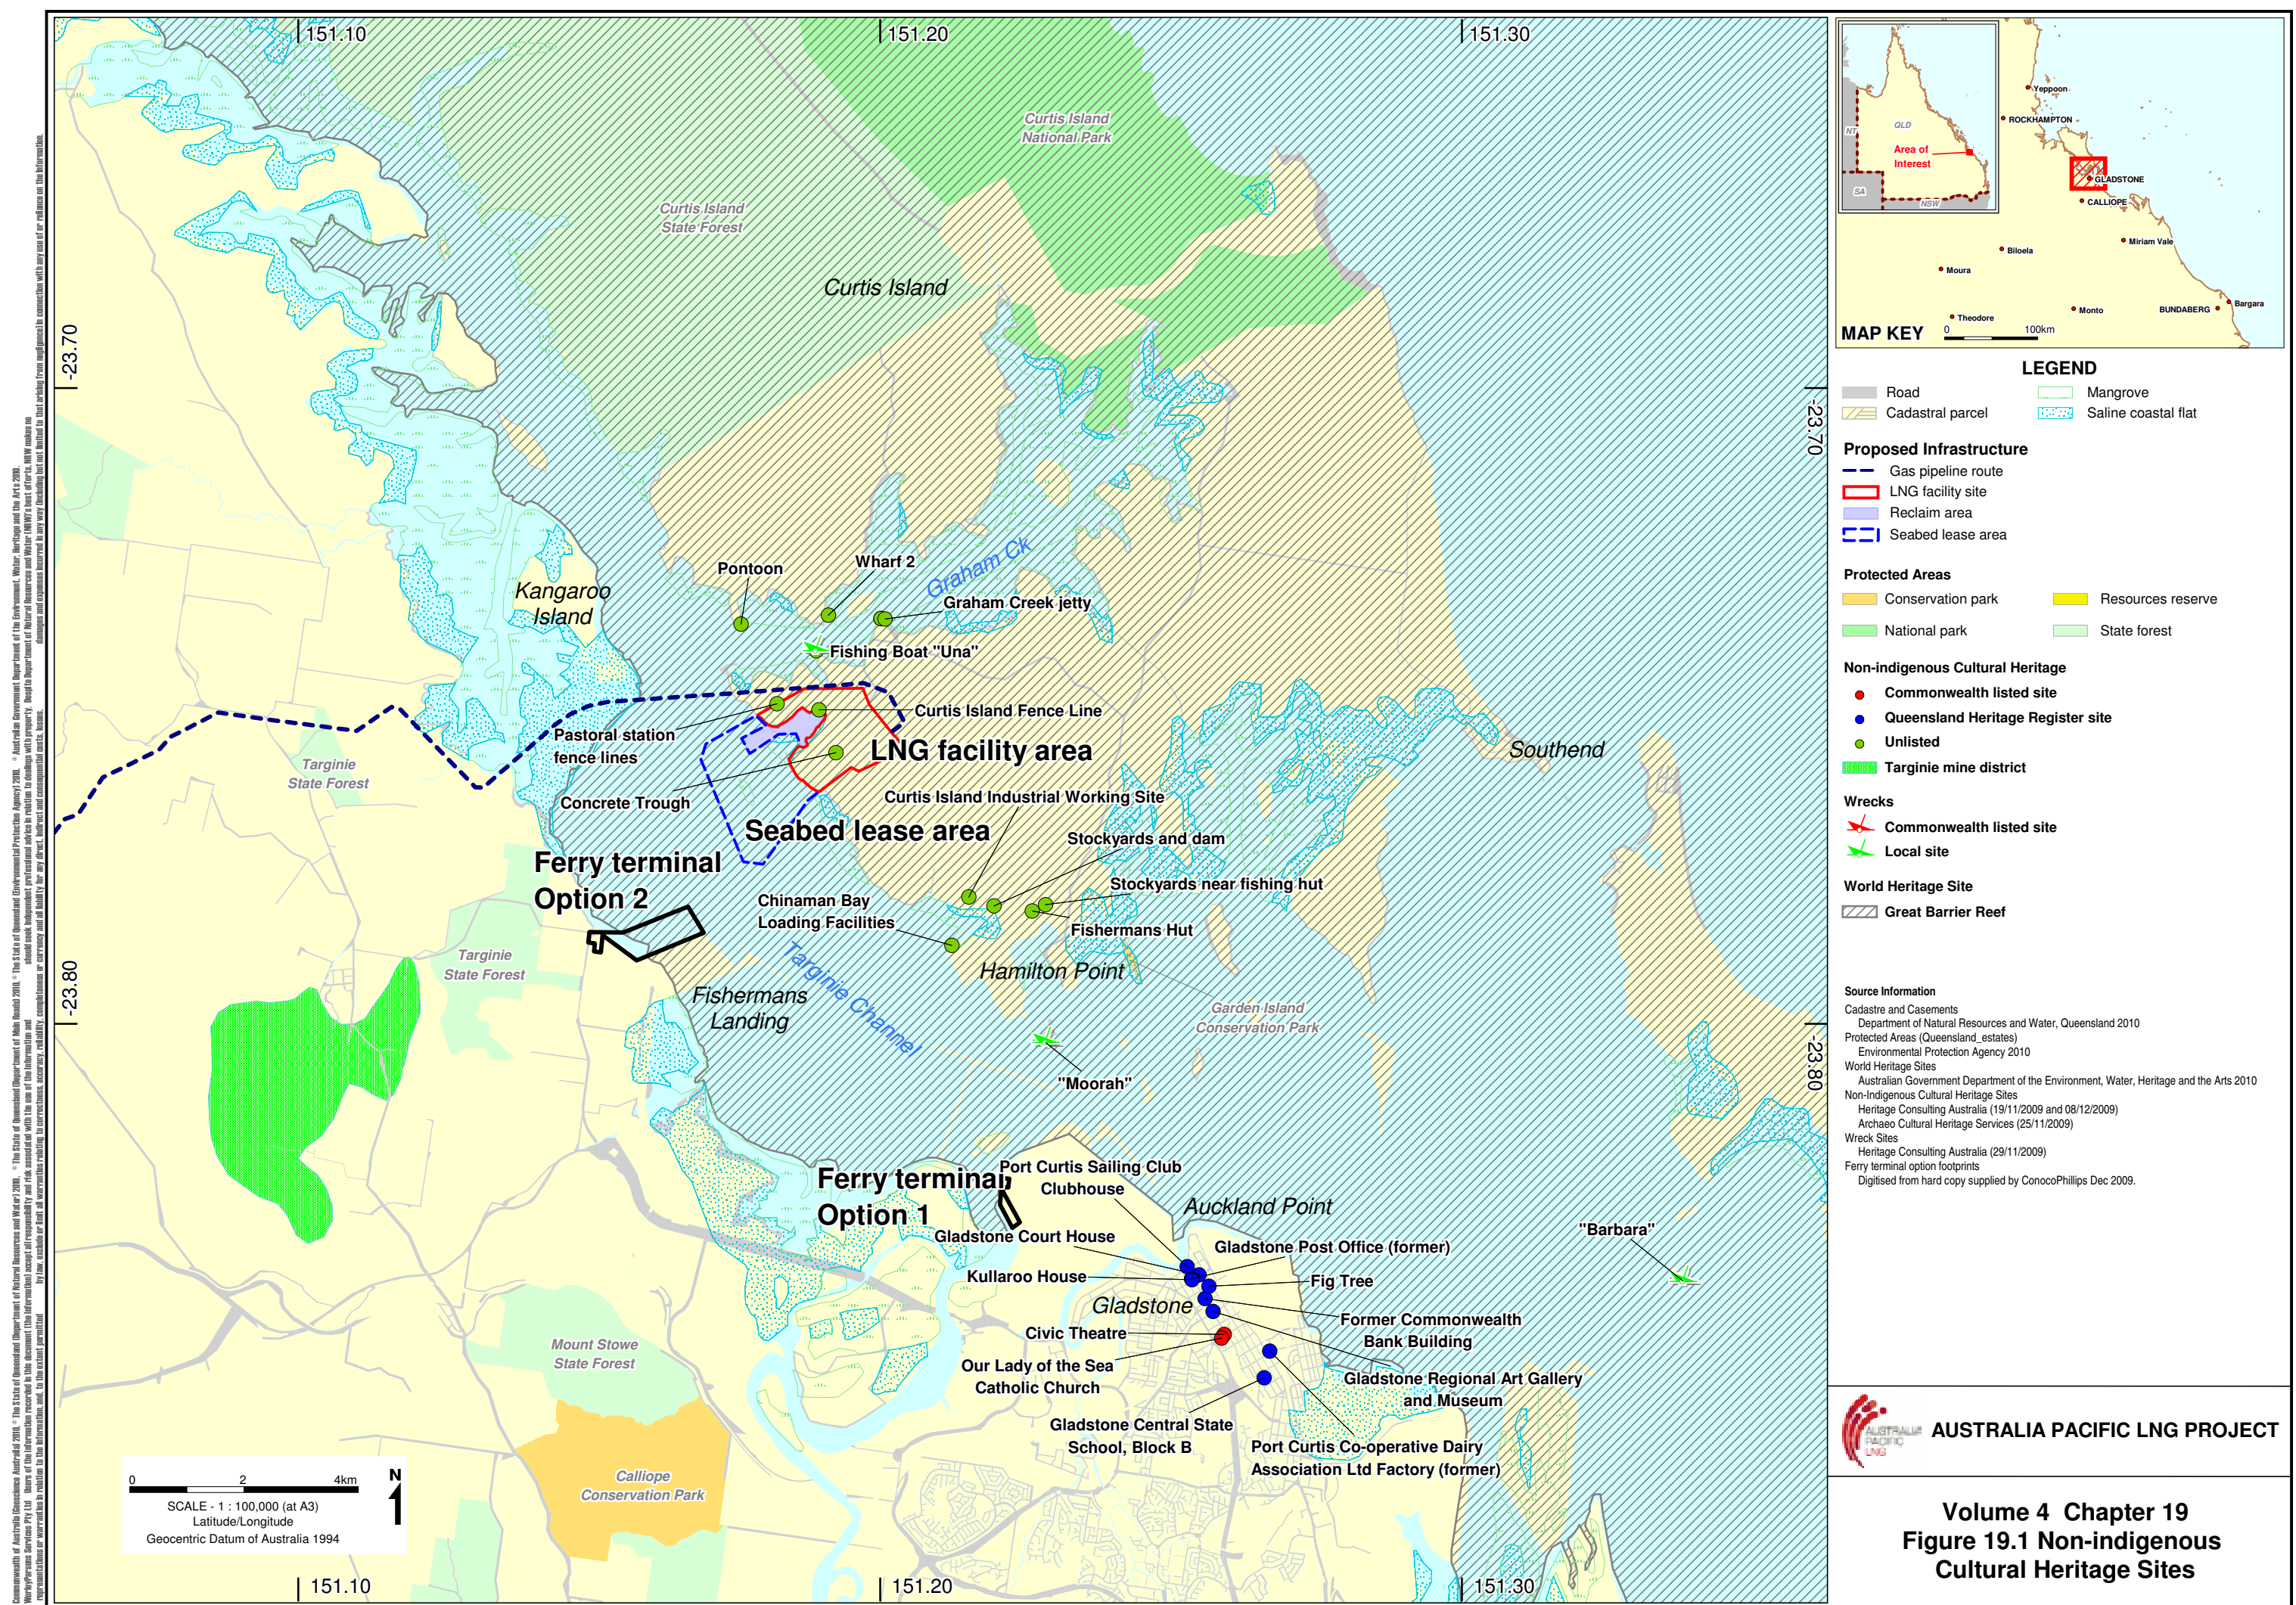 151.10
151.20
151.30
-23.70
-23.70
-23.80
-23.80
151.10
151.20
151.30
Curtis Island
National Park
Curtis Island
State Forest
Curtis Island
Kangaroo
Island
Pontoon
Wharf 2
Graham Ck
Graham Creek jetty
Fishing Boat "Una"
Curtis Island Fence Line
Pastoral station
fence lines
LNG facility area
Southend
Targinie
State Forest
Concrete Trough
Curtis Island Industrial Working Site
Seabed lease area
Stockyards and dam
Ferry terminal
Option 2
Stockyards near fishing hut
Chinaman Bay
Loading Facilities
Fishermans Hut
Targinie
State Forest
Targinie Channel
Hamilton Point
Fishermans
Landing
Garden Island
Conservation Park
"Moorah"
Ferry terminal
Option 1
Port Curtis Sailing Club
Clubhouse
Auckland Point
"Barbara"
Gladstone Court House
Gladstone Post Office (former)
Kullaroo House
Fig Tree
Gladstone
Former Commonwealth
Bank Building
Civic Theatre
Mount Stowe
State Forest
Our Lady of the Sea
Catholic Church
Gladstone Regional Art Gallery
and Museum
Gladstone Central State
School, Block B
Port Curtis Co-operative Dairy
Association Ltd Factory (former)
Calliope
Conservation Park
0 2 4km
N
SCALE - 1 : 100,000 (at A3)
Latitude/Longitude
Geocentric Datum of Australia 1994
NT
QLD
Area of
Interest
SA
NSW
Yeppoon
ROCKHAMPTON
GLADSTONE
CALLIOPE
Miriam Vale
Biloela
Moura
Bargara
Monto
BUNDABERG
Theodore
MAP KEY
0 100km
LEGEND
Road
Mangrove
Cadastral parcel
Saline coastal flat
Proposed Infrastructure
Gas pipeline route
LNG facility site
Reclaim area
Seabed lease area
Protected Areas
Conservation park
Resources reserve
National park
State forest
Non-indigenous Cultural Heritage
Commonwealth listed site
Queensland Heritage Register site
Unlisted
Targinie mine district
Wrecks
Commonwealth listed site
Local site
World Heritage Site
Great Barrier Reef
Source Information
Cadastre and Casements
Department of Natural Resources and Water, Queensland 2010
Protected Areas (Queensland_estates)
Environmental Protection Agency 2010
World Heritage Sites
Australian Government Department of the Environment, Water, Heritage and the Arts 2010
Non-Indigenous Cultural Heritage Sites
Heritage Consulting Australia (19/11/2009 and 08/12/2009)
Archaeo Cultural Heritage Services (25/11/2009)
Wreck Sites
Heritage Consulting Australia (29/11/2009)
Ferry terminal option footprints
Digitised from hard copy supplied by ConocoPhillips Dec 2009.
AUSTRALIA
PACIFIC
LNG
AUSTRALIA PACIFIC LNG PROJECT
Volume 4 Chapter 19
Figure 19.1 Non-indigenous
Cultural Heritage Sites